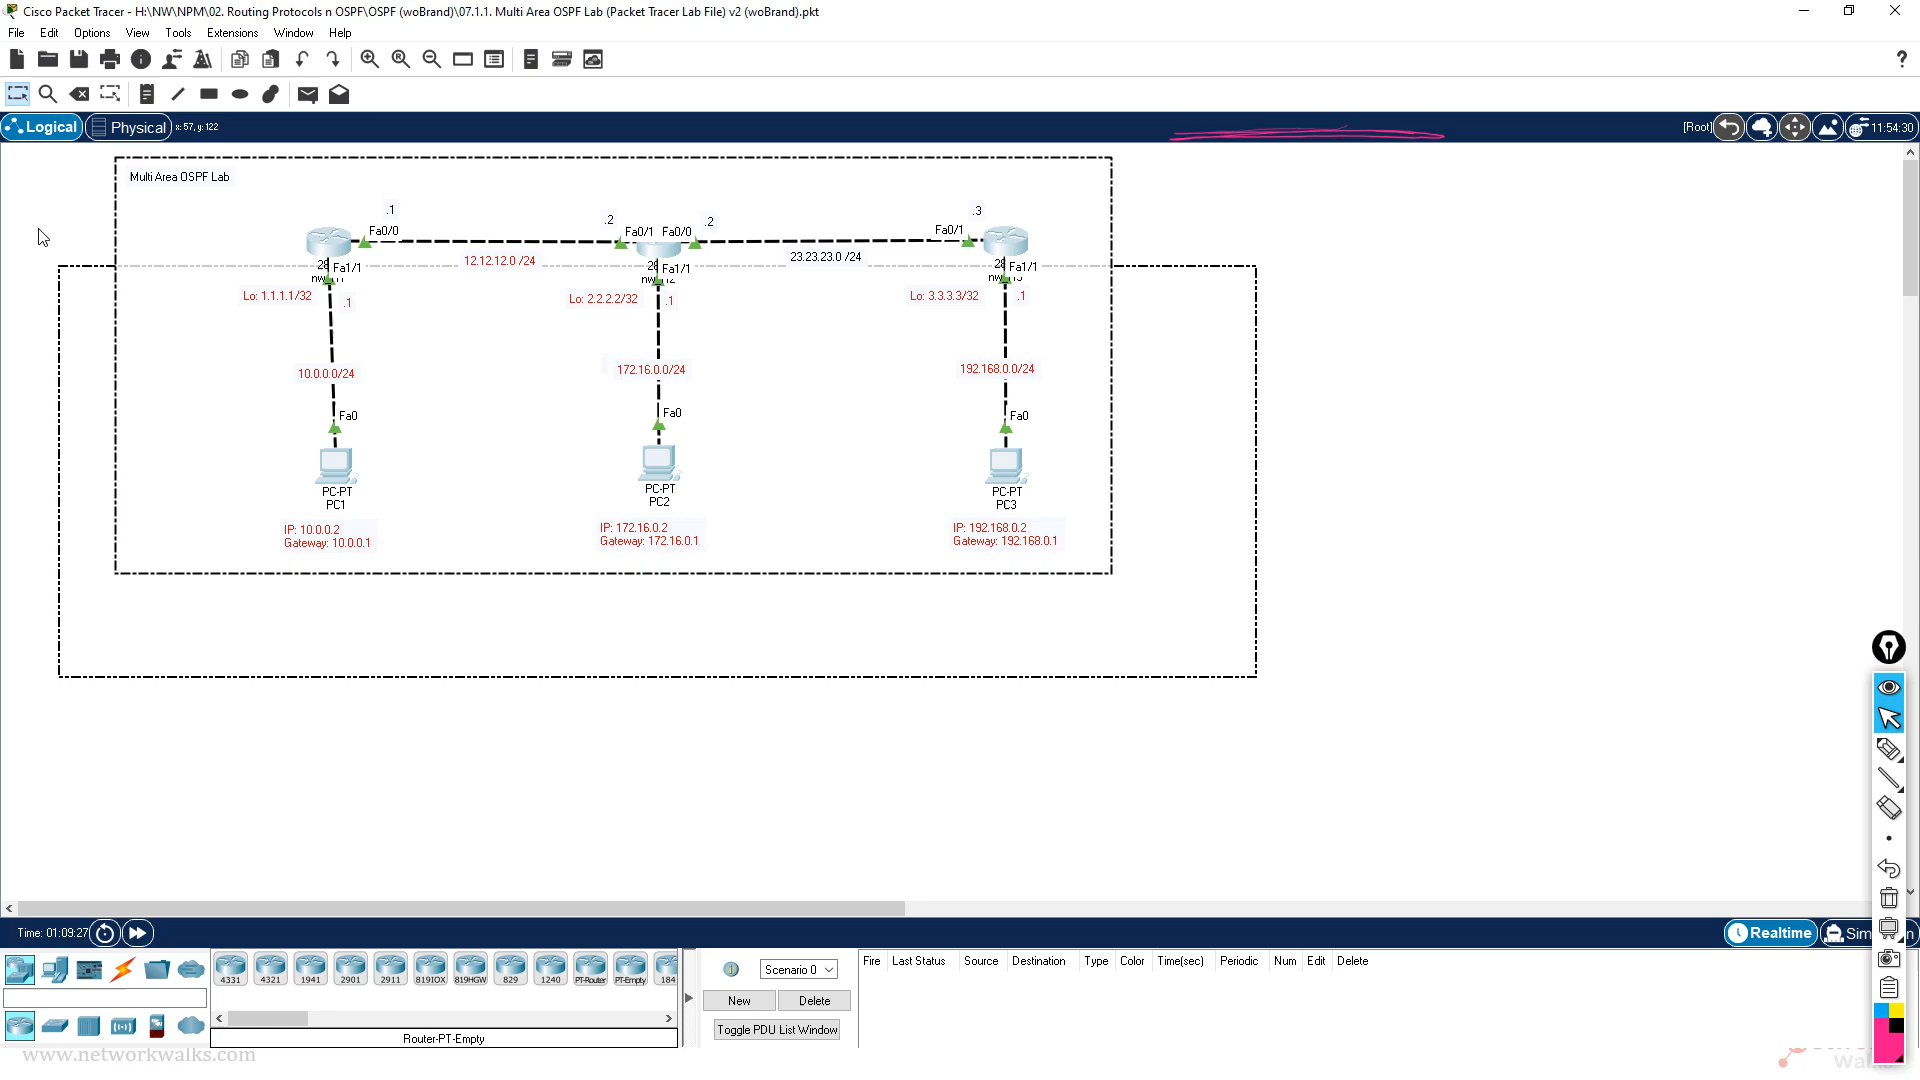 Cisco Packet Tracer - H:\NW\NPM\02. Routing Protocols n OSPF\OSPF (woBrand)\07.1.1. Multi Area OSPF Lab (Packet Tracer Lab File) v2 (woBrand).pkt
File Edit Options View Tools Extensions Window Help
Logical Physical x: 57, y: 122 [Root] 11:54:30
Multi Area OSPF Lab
.1 .2 .2 .3
Fa0/0 Fa0/1 Fa0/0 Fa0/1
12.12.12.0 /24 23.23.23.0 /24
Fa1/1 Fa1/1 Fa1/1
Lo: 1.1.1.1/32 .1 Lo: 2.2.2.2/32 .1 Lo: 3.3.3.3/32 .1
10.0.0.0/24 172.16.0.0/24 192.168.0.0/24
Fa0 Fa0 Fa0
PC-PT PC-PT PC-PT
PC1 PC2 PC3
IP: 10.0.0.2 IP: 172.16.0.2 IP: 192.168.0.2
Gateway: 10.0.0.1 Gateway: 172.16.0.1 Gateway: 192.168.0.1
Time: 01:09:27 Realtime
4331 4321 1941 2901 2911 819IOX 819HGW 829 1240 PT-Router PT-Empty 184
Router-PT-Empty
Scenario 0
New Delete
Toggle PDU List Window
Fire Last Status Source Destination Type Color Time(sec) Periodic Num Edit Delete
www.networkwalks.com